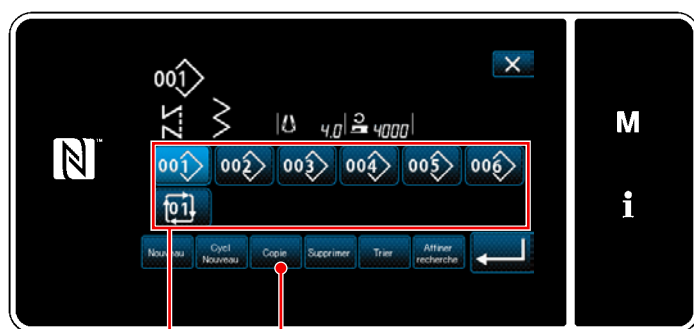 001
4.0 4000
M
001 002 003 004 005 006
i
01
Nouveau Cycl Nouveau Copie Supprimer Trier Affiner recherche